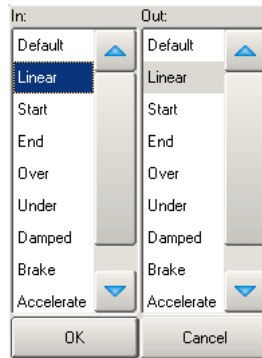 In:
Default
Linear
Start
End
Over
Under
Damped
Brake
Accelerate
Out:
Default
Linear
Start
End
Over
Under
Damped
Brake
Accelerate
OK
Cancel